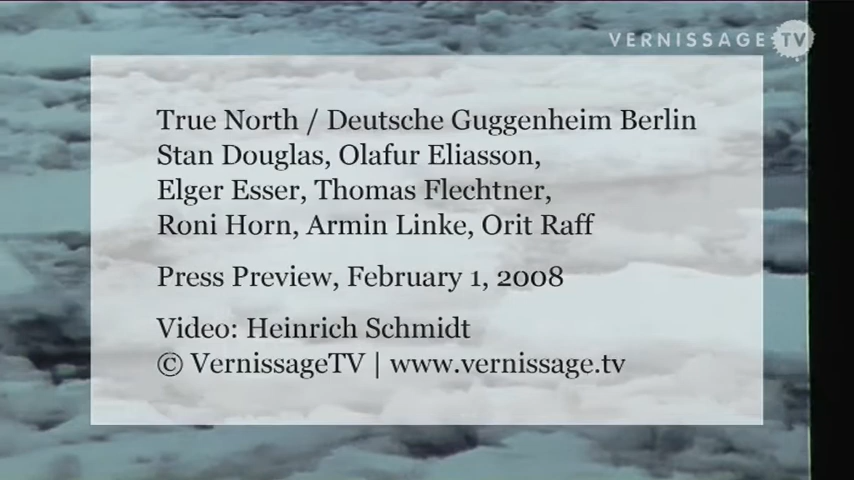 VERNISSAGE TV
True North / Deutsche Guggenheim Berlin
Stan Douglas, Olafur Eliasson,
Elger Esser, Thomas Flechtner,
Roni Horn, Armin Linke, Orit Raff
Press Preview, February 1, 2008
Video: Heinrich Schmidt
© VernissageTV | www.vernissage.tv